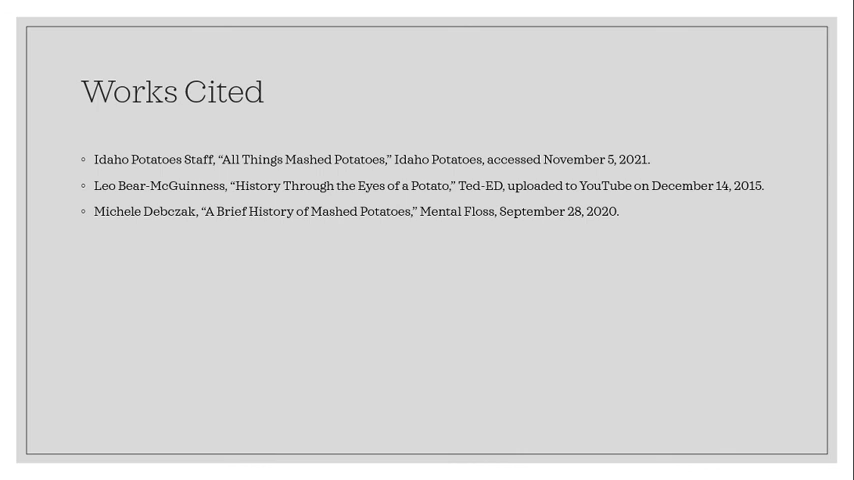 Works Cited
◦ Idaho Potatoes Staff, “All Things Mashed Potatoes,” Idaho Potatoes, accessed November 5, 2021.
◦ Leo Bear-McGuinness, “History Through the Eyes of a Potato,” Ted-ED, uploaded to YouTube on December 14, 2015.
◦ Michele Debczak, “A Brief History of Mashed Potatoes,” Mental Floss, September 28, 2020.